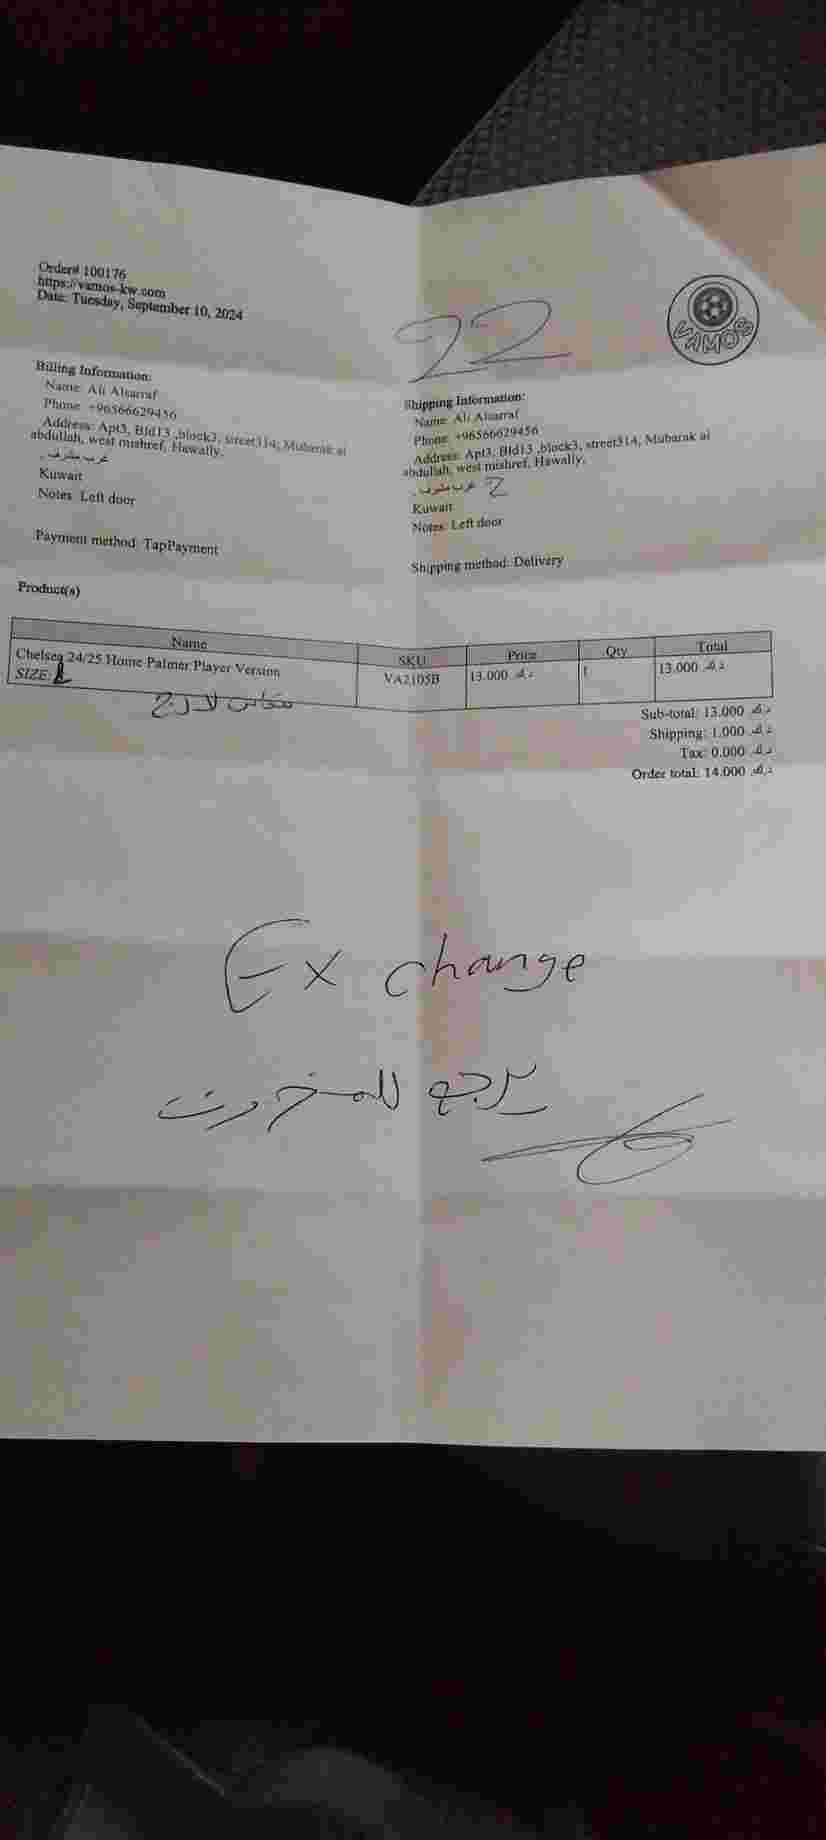 Order# 100176
https://vamos-kw.com
Date: Tuesday, September 10, 2024
22
VAMOS
Billing Information:
Name: Ali Alsarraf
Phone: +96566629456
Address: Apt3, Bld13 ,block3, street314, Mubarak al
abdullah, west mishref, Hawally,
غرب مشرف ,
Kuwait
Notes: Left door
Payment method: TapPayment
Shipping Information:
Name: Ali Alsarraf
Phone: +96566629456
Address: Apt3, Bld13 ,block3, street314, Mubarak al
abdullah, west mishref, Hawally,
غرب مشرف ,
Kuwait
Notes: Left door
Shipping method: Delivery
Product(s)
Name SKU Price Qty Total
Chelsea 24/25 Home Palmer Player Version VA2105B 13.000 د.ك 1 13.000 د.ك
SIZE: L
مقاس لارج
Sub-total: 13.000 د.ك
Shipping: 1.000 د.ك
Tax: 0.000 د.ك
Order total: 14.000 د.ك
Ex change
يرجع للمخزن